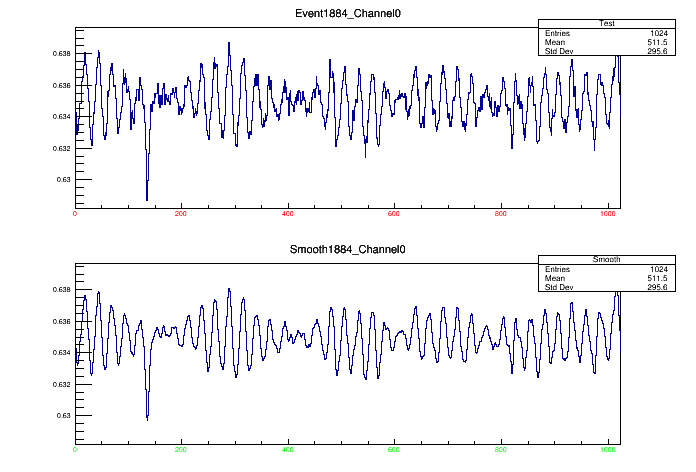 Event1884_Channel0
Test
Entries 1024
Mean 511.5
Std Dev 295.6
0.638
0.636
0.634
0.632
0.63
0 200 400 600 800 1000
Smooth1884_Channel0
Smooth
Entries 1024
Mean 511.5
Std Dev 295.6
0.638
0.636
0.634
0.632
0.63
0 200 400 600 800 1000